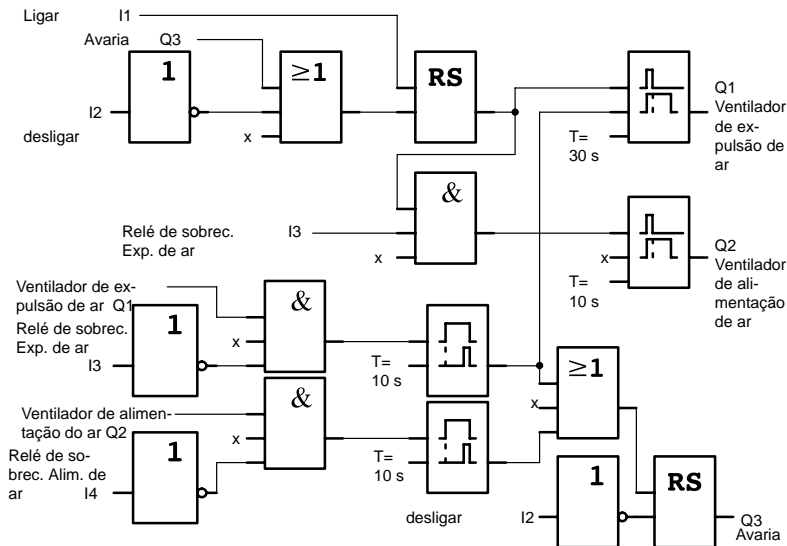 Ligar I1
Avaria Q3
1
≥1
RS
Q1
Ventilador
de ex-
pulsão de
ar
I2
x
T=
30 s
desligar
&
Relé de sobrec.
Exp. de ar
I3
x
x
Q2
Ventilador
de ali-
mentação
de ar
T=
10 s
Ventilador de ex-
pulsão de ar Q1
Relé de sobrec.
Exp. de ar
I3
1
&
x
T=
10 s
≥1
x
Ventilador de alimen-
tação do ar Q2
Relé de so-
brec. Alim. de
ar
I4
1
&
x
T=
10 s
desligar
I2
1
RS
Q3
Avaria